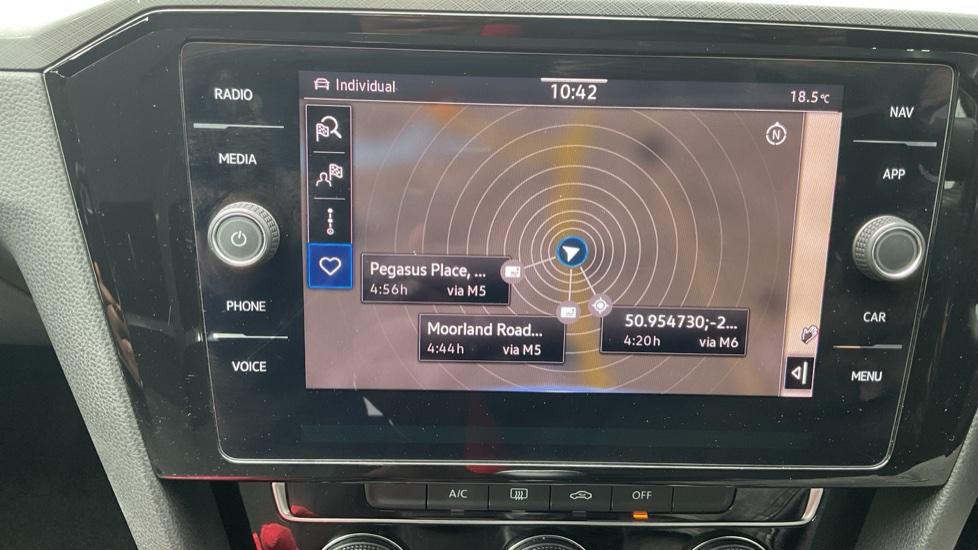 Individual
10:42
18.5°C
RADIO
MEDIA
PHONE
VOICE
NAV
APP
CAR
MENU
N
Pegasus Place, ...
4:56h via M5
Moorland Road...
4:44h via M5
50.954730;-2...
4:20h via M6
A/C
OFF